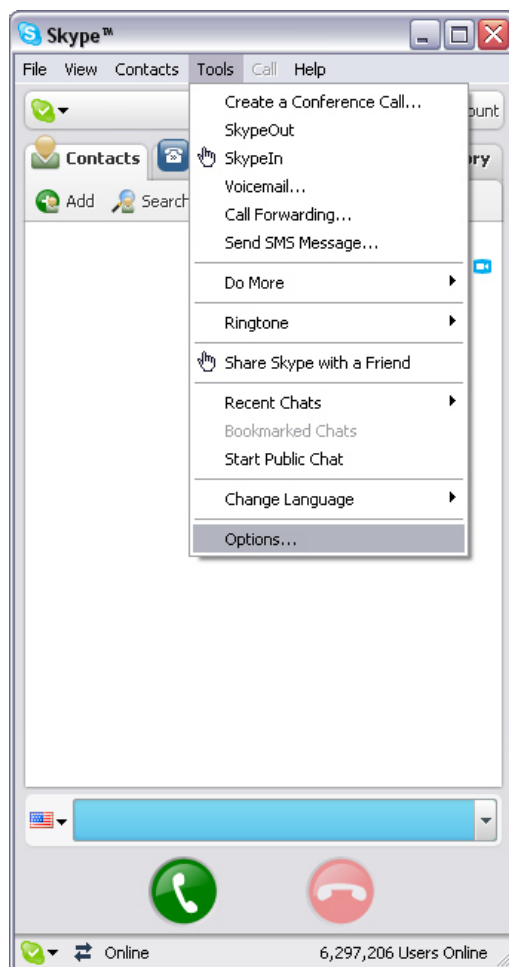 Skype™
File View Contacts Tools Call Help
Create a Conference Call...
SkypeOut
SkypeIn
Voicemail...
Call Forwarding...
Send SMS Message...
Do More
Ringtone
Share Skype with a Friend
Recent Chats
Bookmarked Chats
Start Public Chat
Change Language
Options...
Contacts
Add Search
Online 6,297,206 Users Online